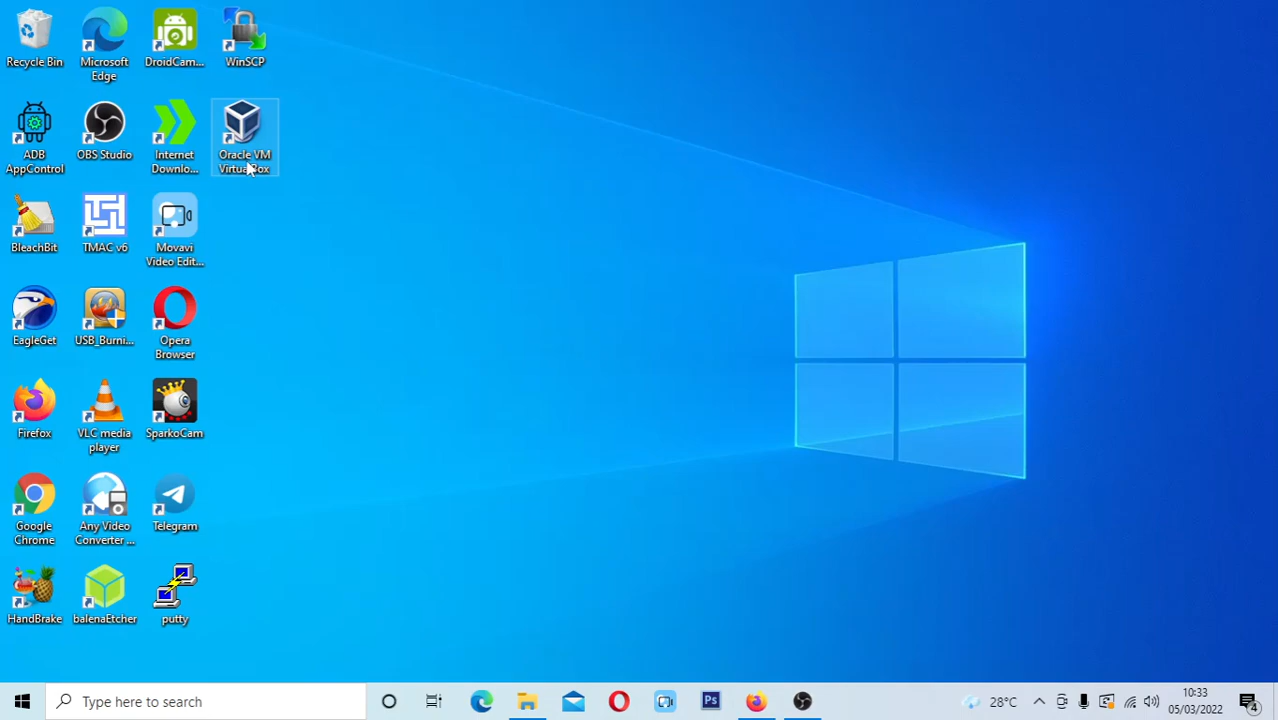 Recycle Bin
Microsoft
Edge
DroidCam...
WinSCP
ADB
AppControl
OBS Studio
Internet
Downlo...
Oracle VM
VirtualBox
BleachBit
TMAC v6
Movavi
Video Edit...
EagleGet
USB_Burni...
Opera
Browser
Firefox
VLC media
player
SparkoCam
Google
Chrome
Any Video
Converter ...
Telegram
HandBrake
balenaEtcher
putty
Type here to search
Ps
28°C
10:33
05/03/2022
4